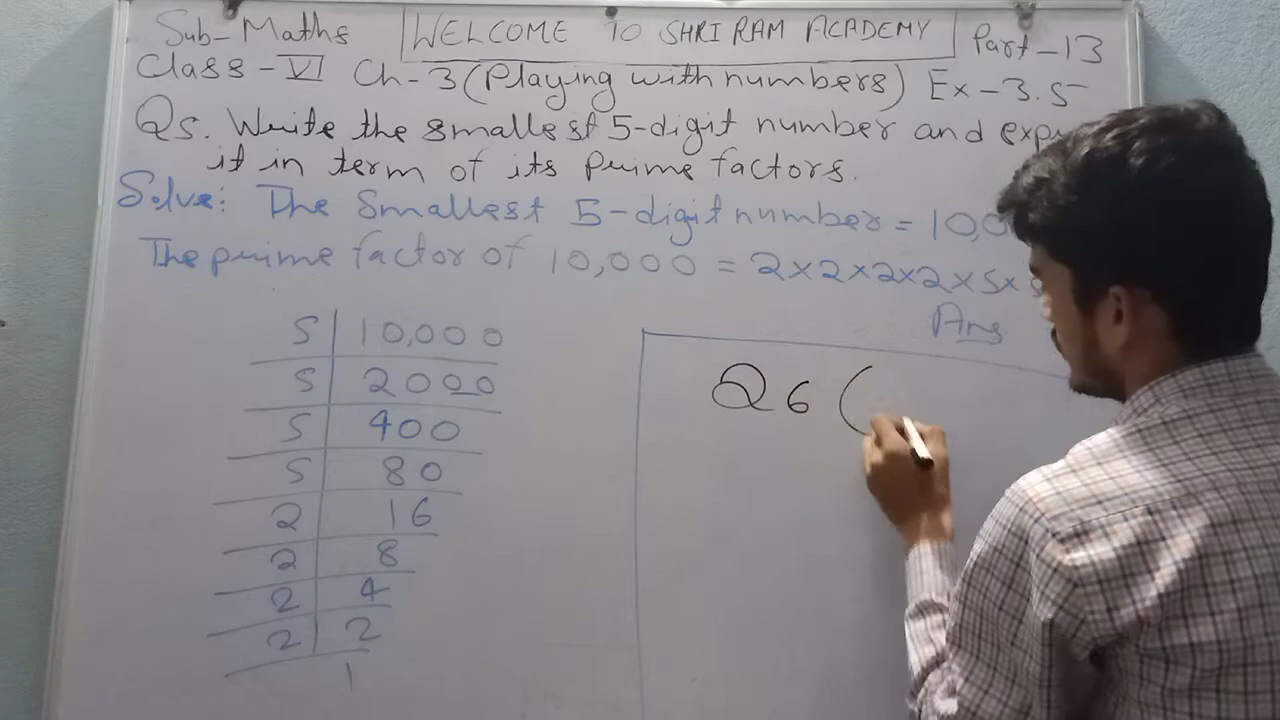 Sub-Maths WELCOME TO SHRI RAM ACADEMY Part-13
Class-VI Ch-3 (Playing with numbers) Ex-3.5
Q5. Write the smallest 5-digit number and
it in term of its prime factors.
Solve: The Smallest 5-digit number =
The prime factor of 10,000 = 2×2×2×2×5×
Ans
5 | 10,000
5 | 2000
5 | 400
5 | 80
2 | 16
2 | 8
2 | 4
2 | 2
1
Q6 (